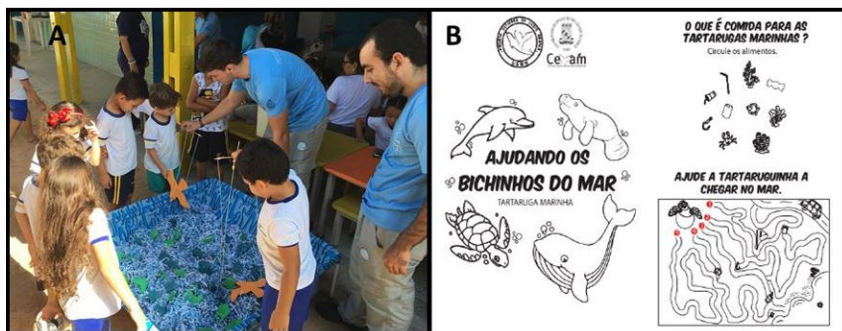 A
B
Cemam
AJUDANDO OS
BICHINHOS DO MAR
TARTARUGA MARINHA
O QUE É COMIDA PARA AS
TARTARUGAS MARINHAS ?
Circule os alimentos.
AJUDE A TARTARUGUINHA A
CHEGAR NO MAR.